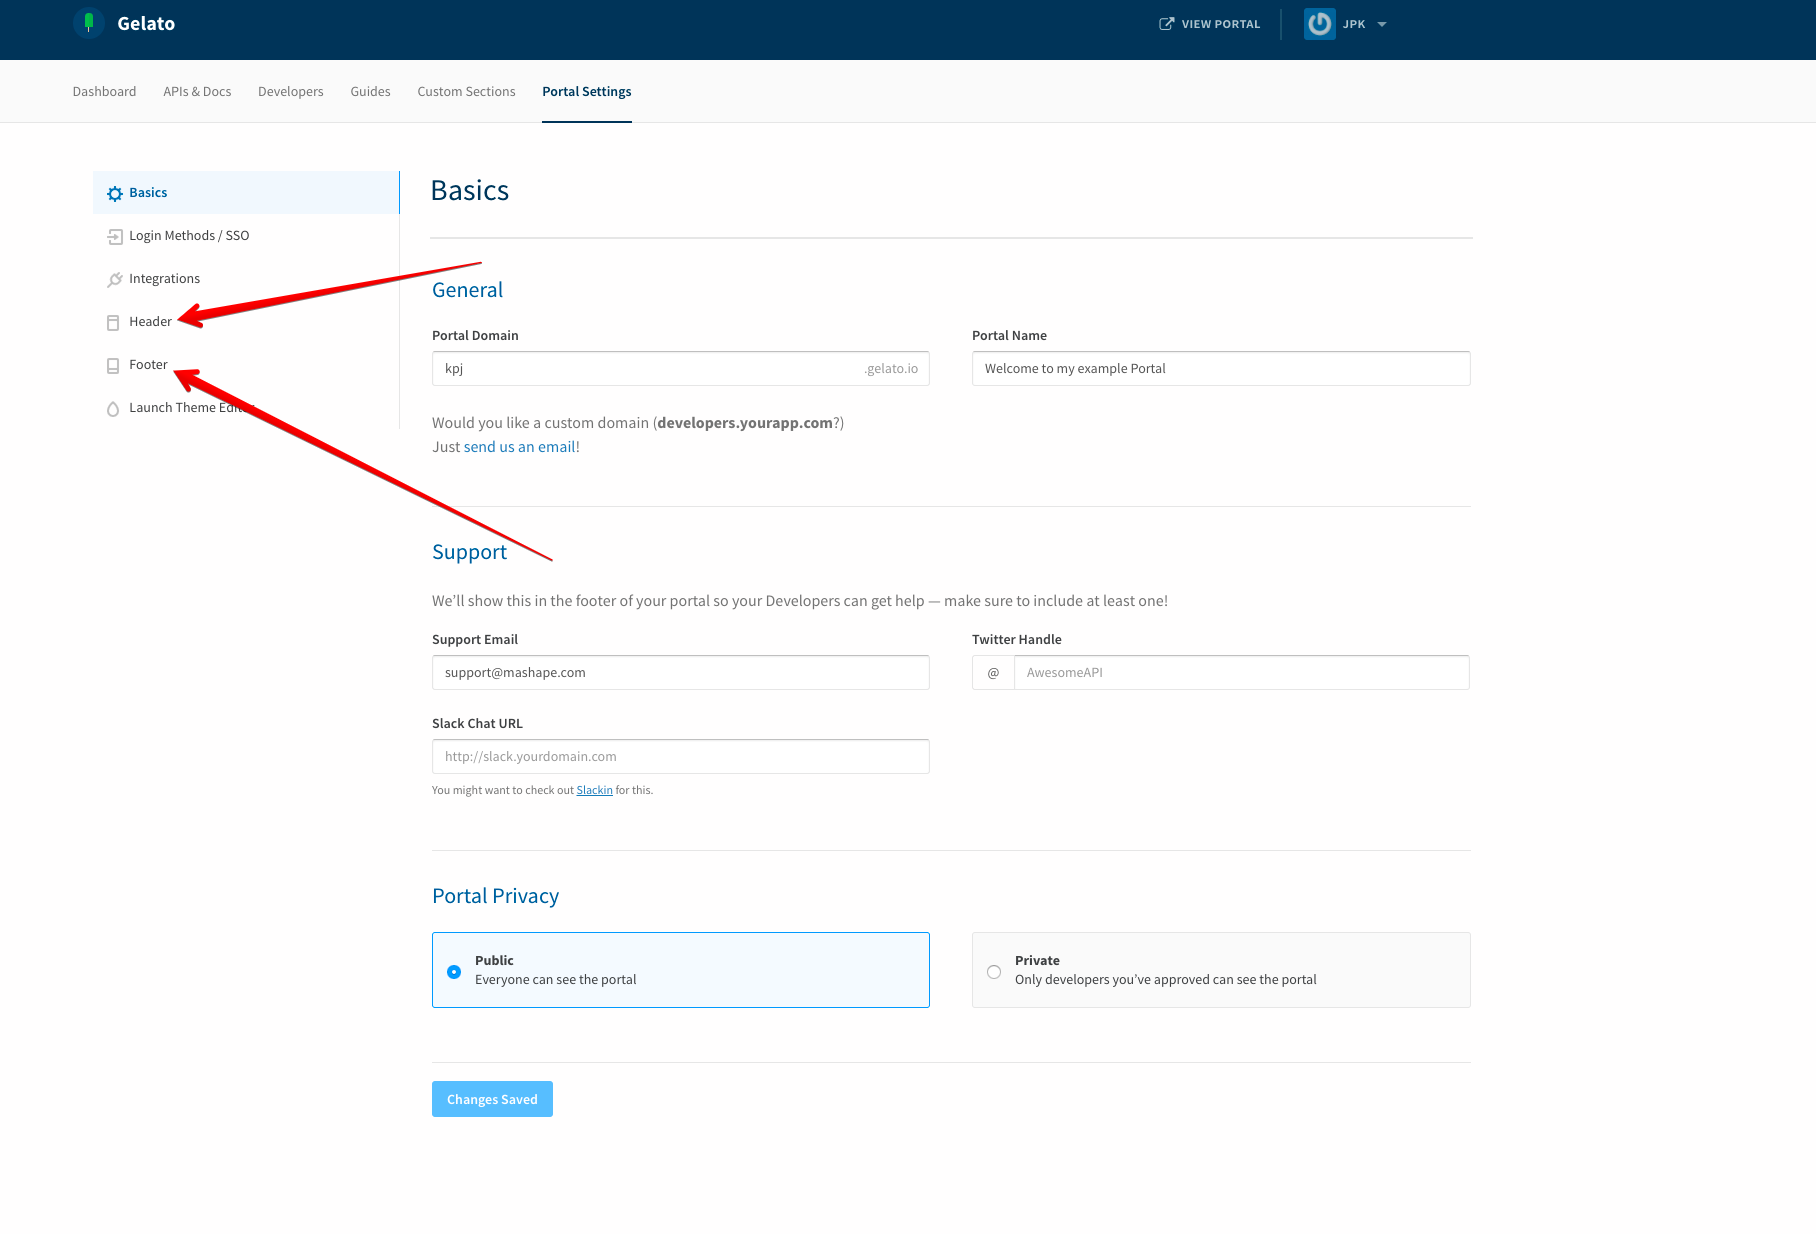 Gelato
VIEW PORTAL
JPK
Dashboard APIs & Docs Developers Guides Custom Sections Portal Settings
Basics
Login Methods / SSO
Integrations
Header
Footer
Launch Theme
Basics
General
Portal Domain
kpj .gelato.io
Portal Name
Welcome to my example Portal
Would you like a custom domain (developers.yourapp.com?)
Just send us an email!
Support
We’ll show this in the footer of your portal so your Developers can get help — make sure to include at least one!
Support Email
support@mashape.com
Twitter Handle
@ AwesomeAPI
Slack Chat URL
http://slack.yourdomain.com
You might want to check out Slackin for this.
Portal Privacy
Public
Everyone can see the portal
Private
Only developers you’ve approved can see the portal
Changes Saved